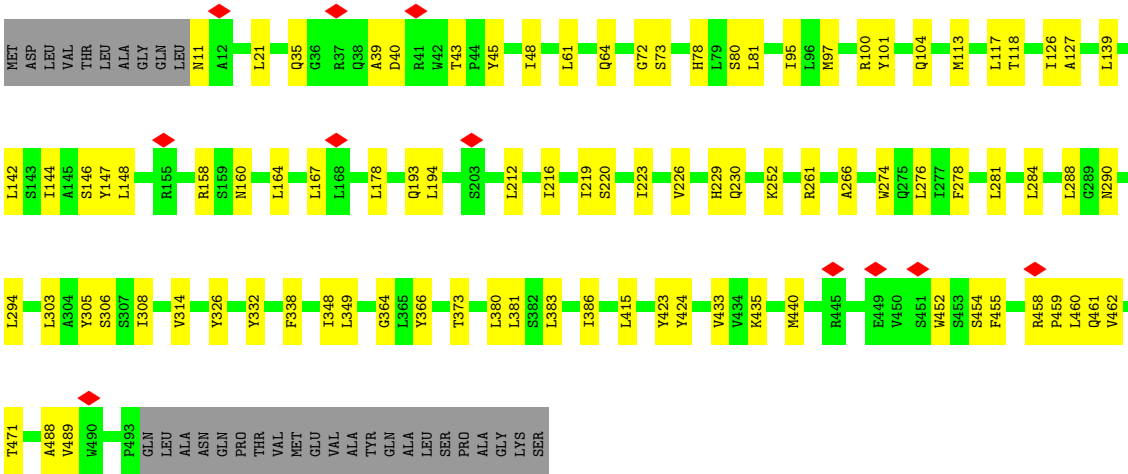 MET ASP LEU VAL THR LEU ALA GLY GLN LEU N11 A12 L21 Q35 G36 R37 Q38 A39 D40 R41 W42 T43 P44 Y45 I48 L61 Q64 G72 S73 H78 L79 S80 L81 I95 L96 M97 R100 Y101 Q104 M113 L117 T118 I126 A127 L139
L142 S143 I144 A145 S146 Y147 L148 R155 R158 S159 N160 L164 L167 L168 L178 Q193 L194 S203 L212 I216 I219 S220 I223 V226 H229 Q230 K252 R261 A266 W274 Q275 L276 I277 F278 L281 L284 L288 G289 N290
L294 L303 A304 Y305 S306 S307 I308 V314 Y326 Y332 F338 I348 L349 G364 L365 Y366 T373 L380 L381 S382 L383 I386 L415 Y423 Y424 V433 V434 K435 M440 R445 E449 V450 S451 W452 S453 S454 F455 R458 P459 L460 Q461 V462
T471 A488 V489 W490 P493 GLN LEU ALA ASN GLN PRO THR VAL MET GLU VAL ALA TYR GLN ALA LEU SER PRO ALA GLY LYS SER